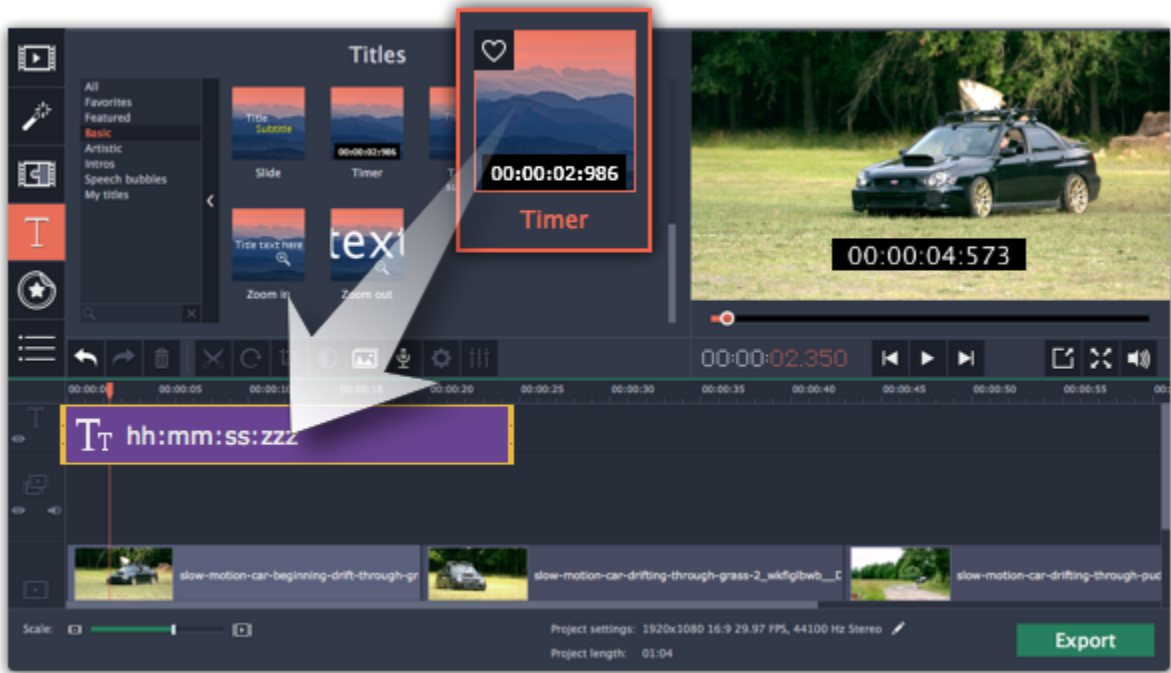 Titles
All
Favorites
Featured
Basic
Artistic
Intros
Speech bubbles
My titles
Title
Subtitle
Slide
00:00:02:986
Timer
Title text here
Zoom in
text
Zoom out
00:00:02:986
Timer
00:00:04:573
00:00:02.350
00:00:05
00:00:10
00:00:15
00:00:20
00:00:25
00:00:30
00:00:35
00:00:40
00:00:45
00:00:50
00:00:55
T
TT hh:mm:ss:zzz
slow-motion-car-beginning-drift-through-gr
slow-motion-car-drifting-through-grass-2_wkfiglbwb__D
slow-motion-car-drifting-through-pud
Scale:
Project settings: 1920x1080 16:9 29.97 FPS, 44100 Hz Stereo
Project length: 01:04
Export